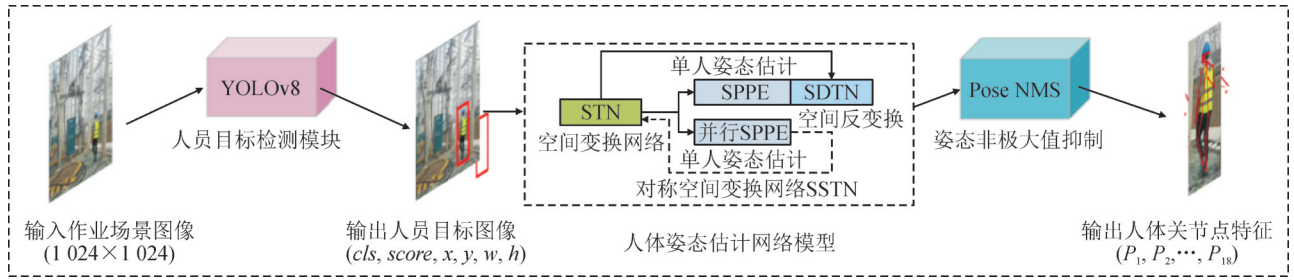 YOLOv8
人员目标检测模块
输入作业场景图像
(1 024×1 024)
输出人员目标图像
(cls, score, x, y, w, h)
单人姿态估计
SPPE
SDTN
STN
空间反变换
空间变换网络
并行SPPE
单人姿态估计
对称空间变换网络SSTN
人体姿态估计网络模型
Pose NMS
姿态非极大值抑制
输出人体关节点特征
(P₁, P₂,…, P₁₈)